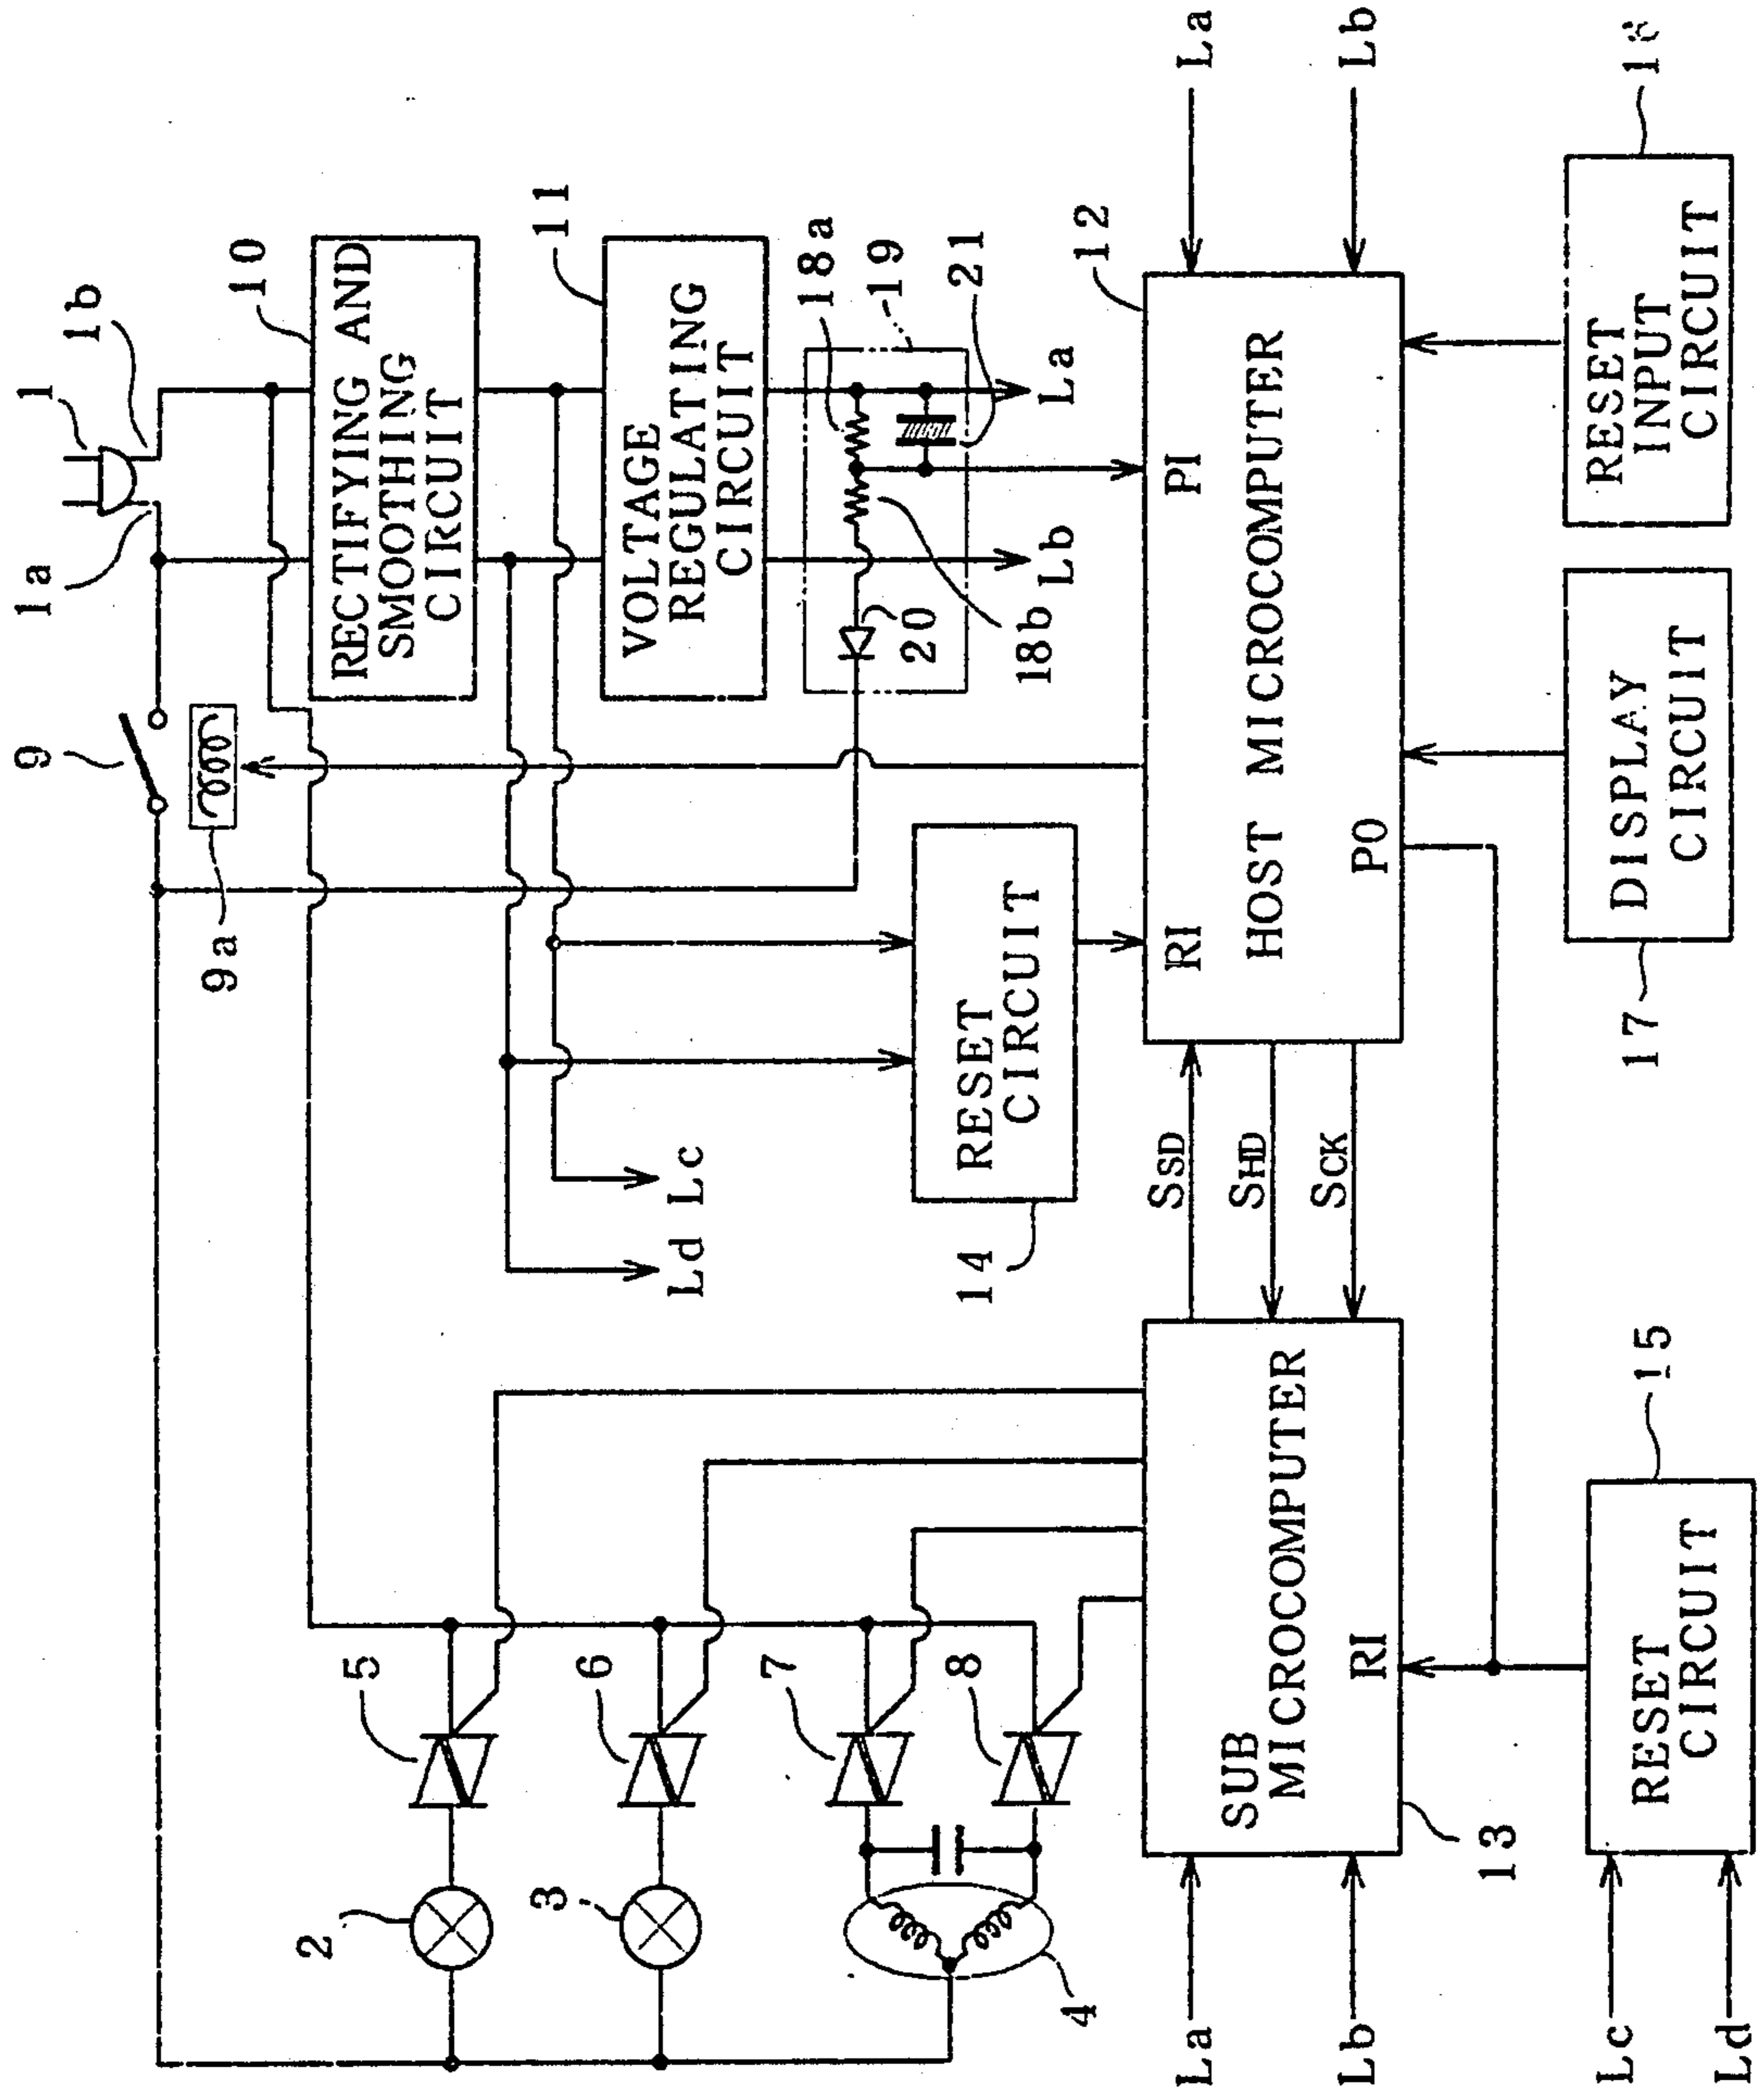 1
1b
1a
9
9a
10
RECTIFYING AND
SMOOTHING
CIRCUIT
11
VOLTAGE
REGULATING
CIRCUIT
18a
19
21
20
18b
La
Lb
Ld
Lc
14
RESET
CIRCUIT
12
PI
RI
HOST MICROCOMPUTER
PO
La
Lb
SSD
SHD
SCK
5
6
7
8
2
3
4
SUB
MICROCOMPUTER
RI
13
La
Lb
15
RESET
CIRCUIT
Lc
Ld
17
DISPLAY
CIRCUIT
RESET
INPUT
CIRCUIT